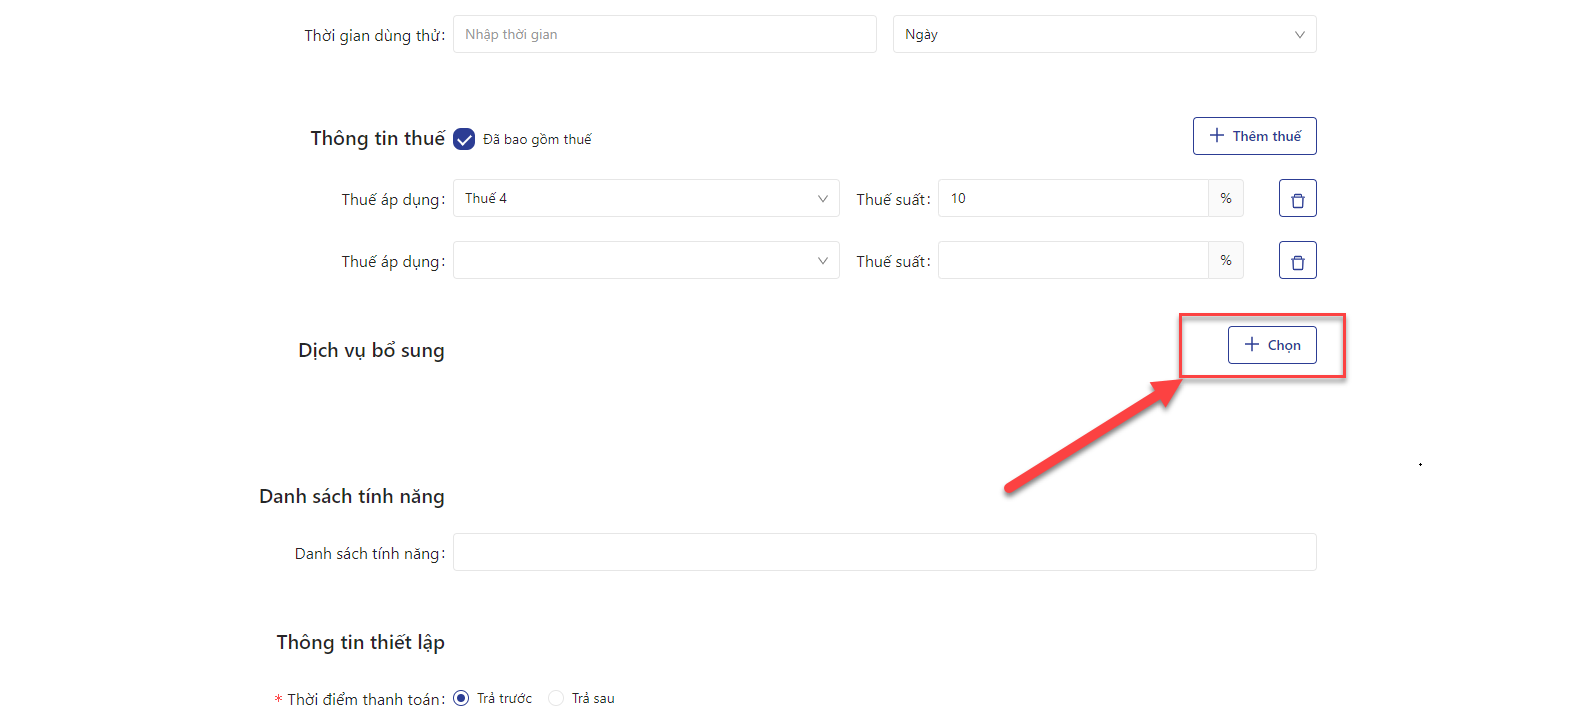 Thời gian dùng thử: Nhập thời gian Ngày
Thông tin thuế Đã bao gồm thuế + Thêm thuế
Thuế áp dụng: Thuế 4 Thuế suất: 10 %
Thuế áp dụng: Thuế suất: %
Dịch vụ bổ sung + Chọn
Danh sách tính năng
Danh sách tính năng:
Thông tin thiết lập
* Thời điểm thanh toán: Trả trước Trả sau